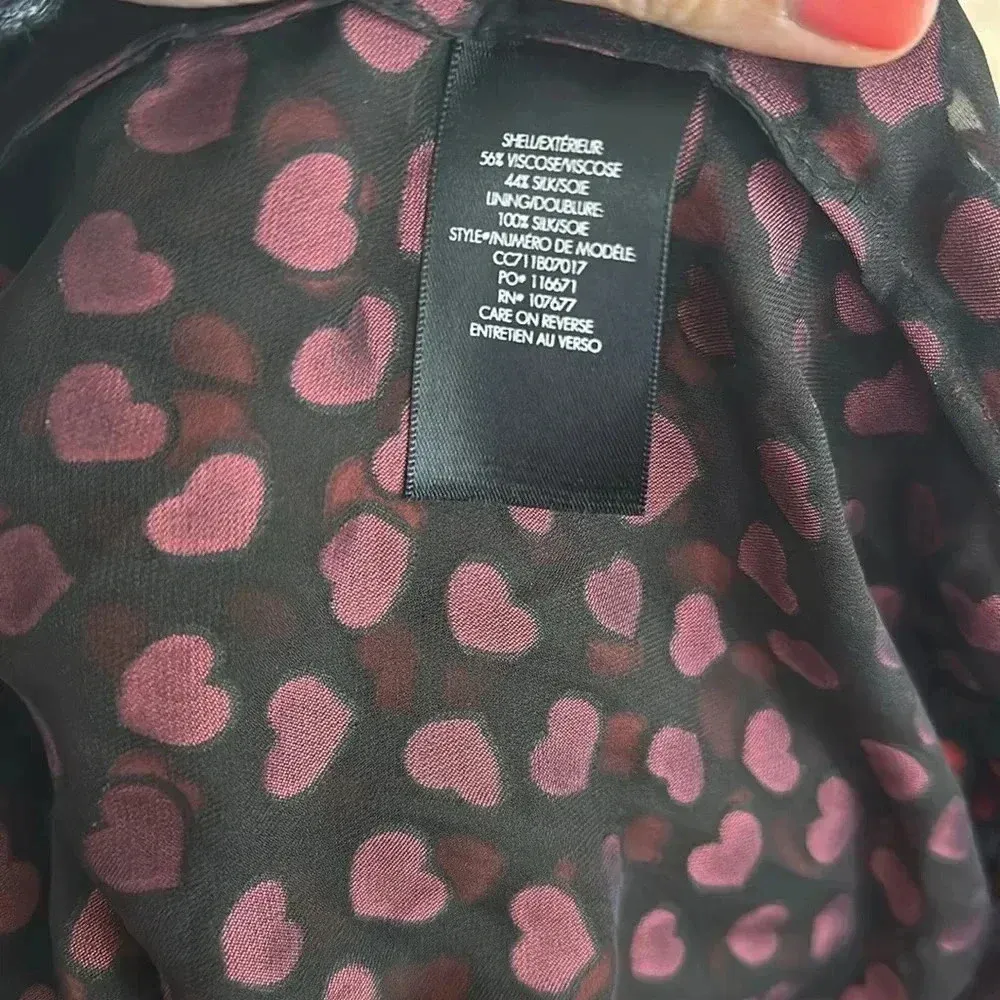 SHELL/EXTÉRIEUR:
56% VISCOSE/VISCOSE
44% SILK/SOIE
LINING/DOUBLURE:
100% SILK/SOIE
STYLE#/NUMÉRO DE MODÈLE:
CC711B07017
PO# 116671
RN# 107677
CARE ON REVERSE
ENTRETIEN AU VERSO